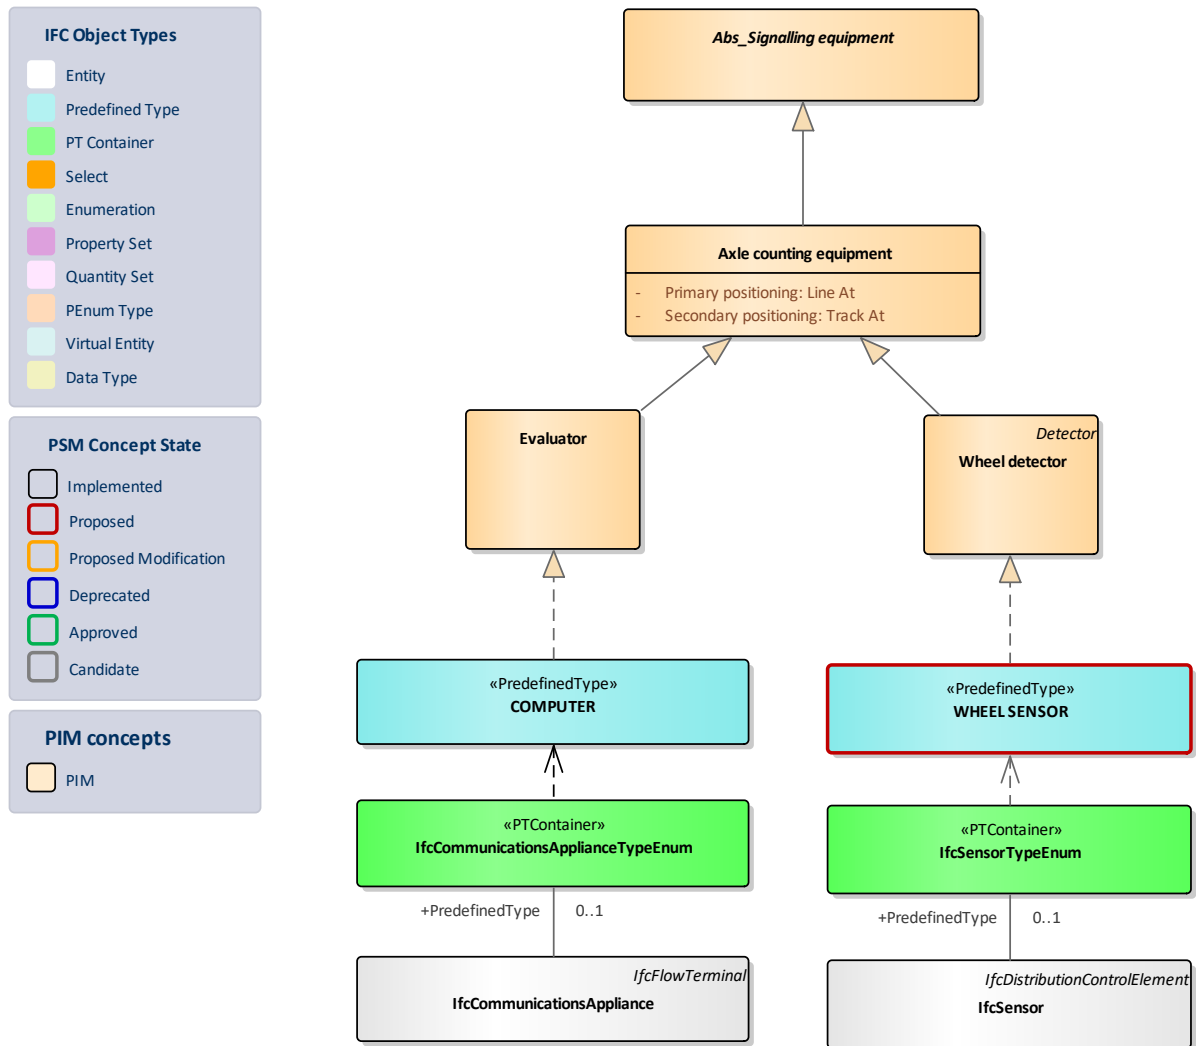 IFC Object Types
Entity
Predefined Type
PT Container
Select
Enumeration
Property Set
Quantity Set
PEnum Type
Virtual Entity
Data Type
PSM Concept State
Implemented
Proposed
Proposed Modification
Deprecated
Approved
Candidate
PIM concepts
PIM
Abs_Signalling equipment
Axle counting equipment
- Primary positioning: Line At
- Secondary positioning: Track At
Evaluator
Detector
Wheel detector
«PredefinedType»
COMPUTER
«PredefinedType»
WHEEL SENSOR
«PTContainer»
IfcCommunicationsApplianceTypeEnum
«PTContainer»
IfcSensorTypeEnum
+PredefinedType 0..1
+PredefinedType 0..1
IfcFlowTerminal
IfcCommunicationsAppliance
IfcDistributionControlElement
IfcSensor